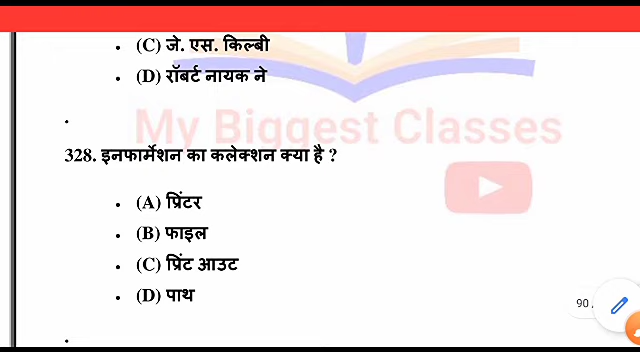 (C) जे. एस. किल्बी
(D) रॉबर्ट नायक ने
My Biggest Classes
328. इनफार्मेशन का कलेक्शन क्या है ?
(A) प्रिंटर
(B) फाइल
(C) प्रिंट आउट
(D) पाथ
90